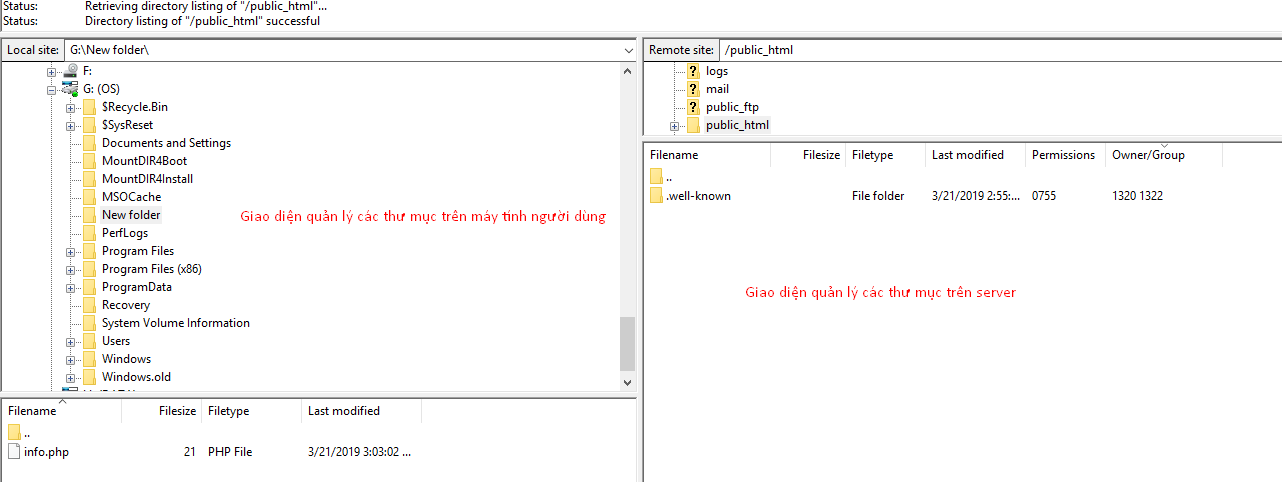 Status: Retrieving directory listing of "/public_html"...
Status: Directory listing of "/public_html" successful
Local site: G:\New folder\
F:
G: (OS)
$Recycle.Bin
$SysReset
Documents and Settings
MountDIR4Boot
MountDIR4Install
MSOCache
New folder
PerfLogs
Program Files
Program Files (x86)
ProgramData
Recovery
System Volume Information
Users
Windows
Windows.old
Giao diện quản lý các thư mục trên máy tính người dùng
Filename Filesize Filetype Last modified
..
info.php 21 PHP File 3/21/2019 3:03:02 ...
Remote site: /public_html
logs
mail
public_ftp
public_html
Filename Filesize Filetype Last modified Permissions Owner/Group
..
.well-known File folder 3/21/2019 2:55:... 0755 1320 1322
Giao diện quản lý các thư mục trên server